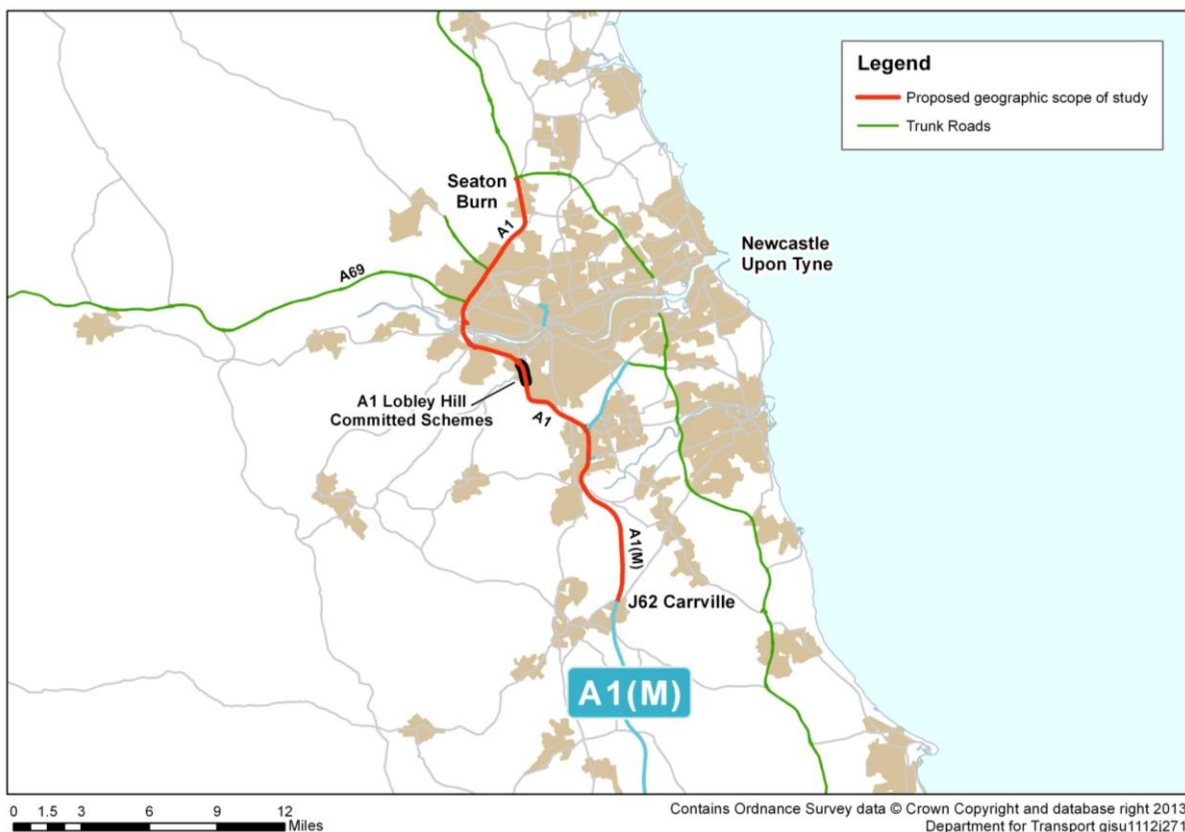 Legend
Proposed geographic scope of study
Trunk Roads
Seaton
Burn
A1
Newcastle
Upon Tyne
A69
A1 Lobley Hill
Committed Schemes
A1
A1(M)
J62 Carrville
A1(M)
0 1.5 3 6 9 12
Miles
Contains Ordnance Survey data © Crown Copyright and database right 2013
Department for Transport gisu1112j271